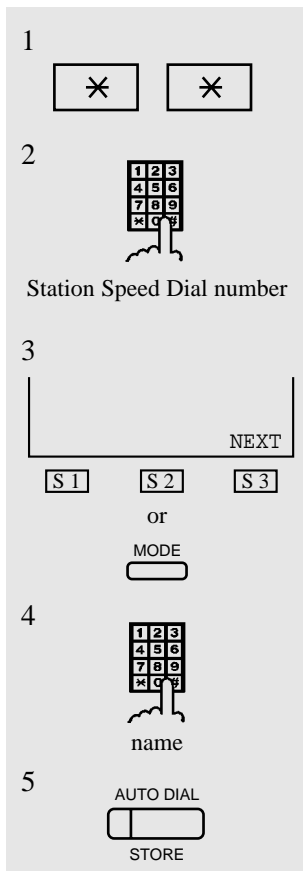 1
* *
2
1 2 3
4 5 6
7 8 9
* 0 #
Station Speed Dial number
3
NEXT
S 1 S 2 S 3
or
MODE
4
1 2 3
4 5 6
7 8 9
* 0 #
name
5
AUTO DIAL
STORE